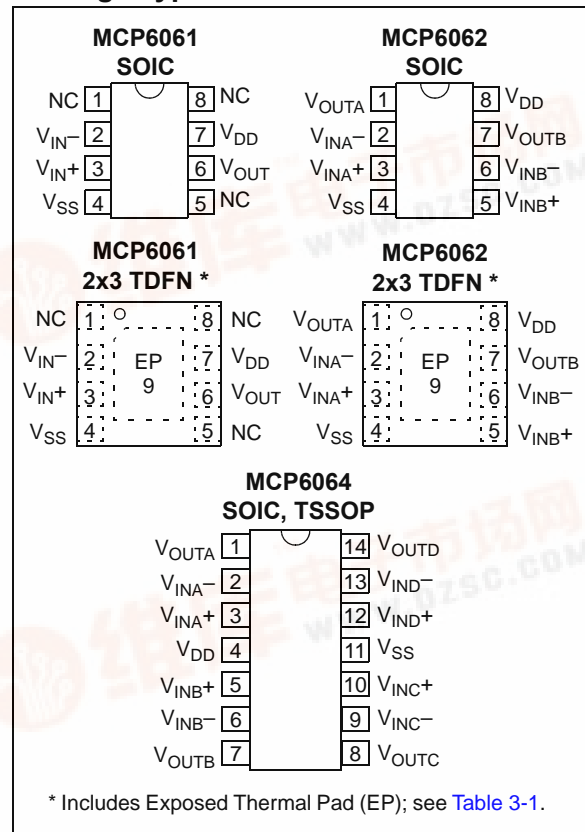 MCP6061
SOIC
NC 1 8 NC
VIN– 2 7 VDD
VIN+ 3 6 VOUT
VSS 4 5 NC
MCP6062
SOIC
VOUTA 1 8 VDD
VINA– 2 7 VOUTB
VINA+ 3 6 VINB–
VSS 4 5 VINB+
MCP6061
2x3 TDFN *
NC 1 8 NC
VIN– 2 EP 7 VDD
VIN+ 3 9 6 VOUT
VSS 4 5 NC
MCP6062
2x3 TDFN *
VOUTA 1 8 VDD
VINA– 2 EP 7 VOUTB
VINA+ 3 9 6 VINB–
VSS 4 5 VINB+
MCP6064
SOIC, TSSOP
VOUTA 1 14 VOUTD
VINA– 2 13 VIND–
VINA+ 3 12 VIND+
VDD 4 11 VSS
VINB+ 5 10 VINC+
VINB– 6 9 VINC–
VOUTB 7 8 VOUTC
* Includes Exposed Thermal Pad (EP); see Table 3-1.